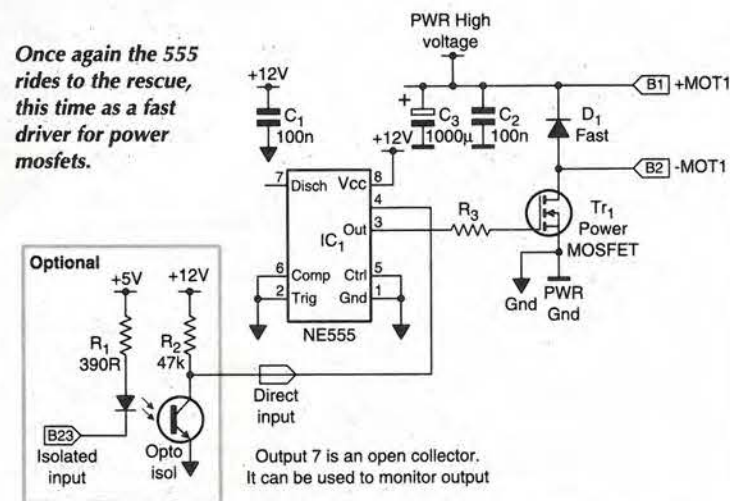 Once again the 555
rides to the rescue,
this time as a fast
driver for power
mosfets.
PWR High
voltage
+12V
C1
100n
+
C3
1000µ
C2
100n
D1
Fast
B1 +MOT1
B2 -MOT1
+12V
7 Disch Vcc 8
4
Out 3
IC1
6 Comp Ctrl 5
2 Trig Gnd 1
NE555
R3
Tr1
Power
MOSFET
Gnd
PWR
Gnd
Optional
+5V
+12V
R1
390R
R2
47k
B23
Isolated
input
Opto
isol
Direct
input
Output 7 is an open collector.
It can be used to monitor output